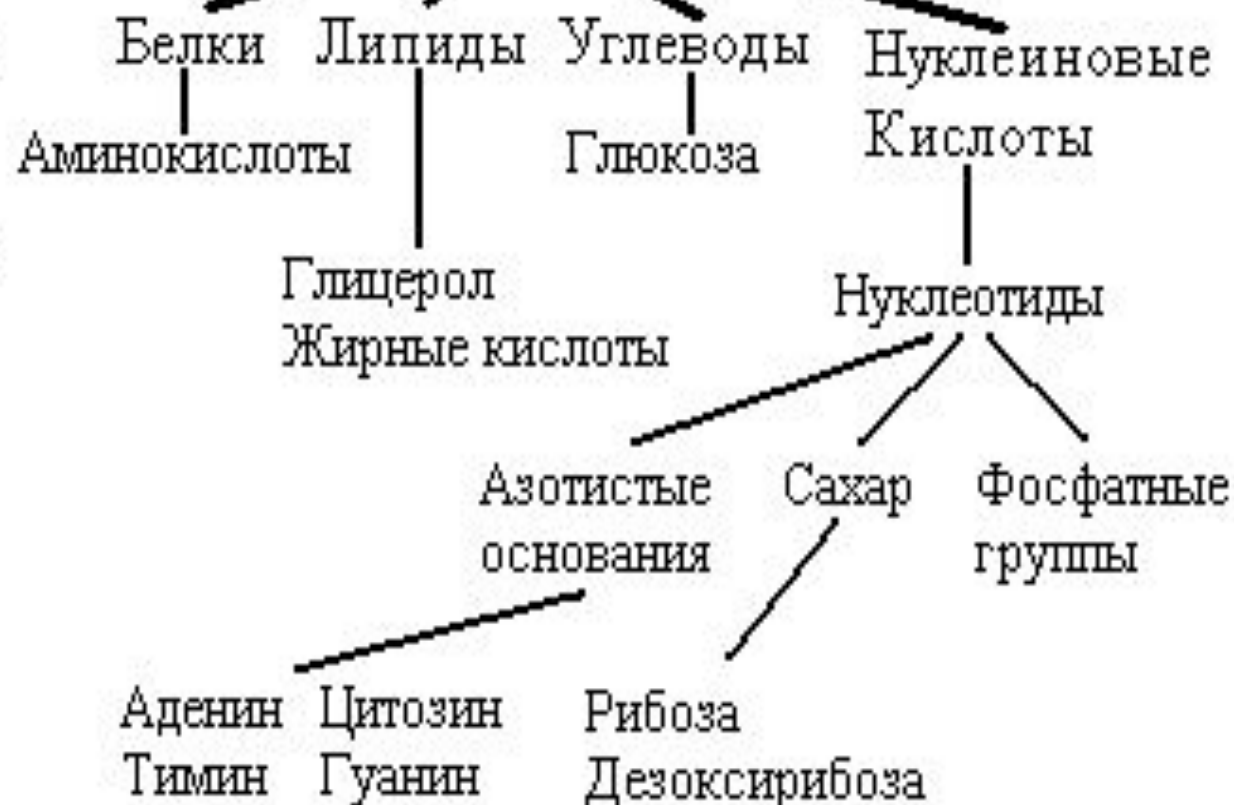 Белки Липиды Углеводы Нуклеиновые
Кислоты
Аминокислоты Глюкоза
Глицерол
Жирные кислоты
Нуклеотиды
Азотистые
основания
Сахар
Фосфатные
группы
Аденин Цитозин
Тимин Гуанин
Рибоза
Дезоксирибоза